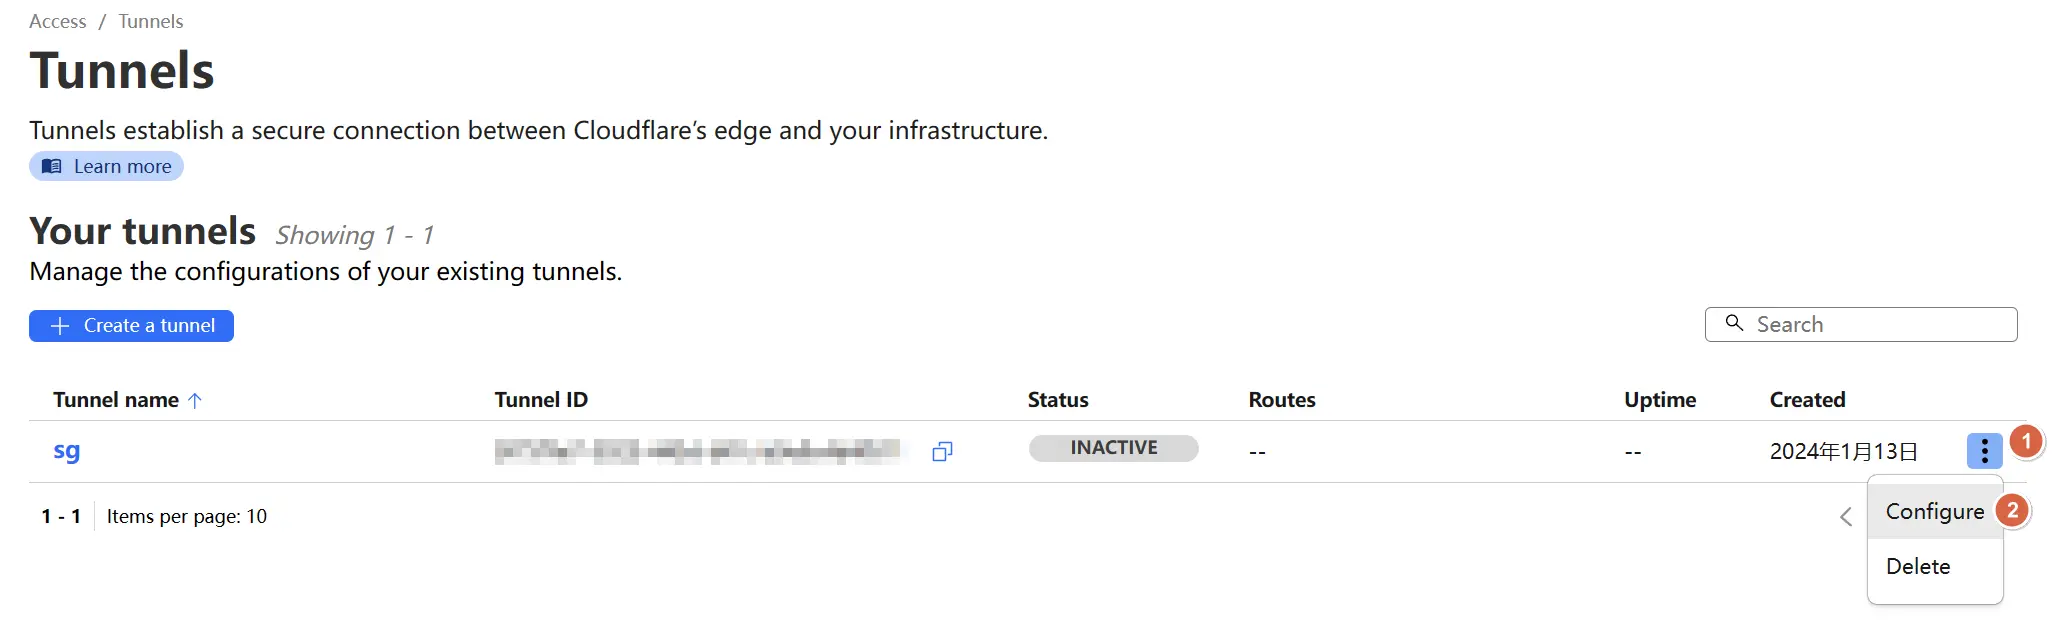 Access / Tunnels
Tunnels
Tunnels establish a secure connection between Cloudflare’s edge and your infrastructure.
Learn more
Your tunnels Showing 1 - 1
Manage the configurations of your existing tunnels.
Create a tunnel
Search
Tunnel name ↑ Tunnel ID Status Routes Uptime Created
sg INACTIVE -- -- 2024年1月13日 1
1 - 1 Items per page: 10
Configure 2
Delete